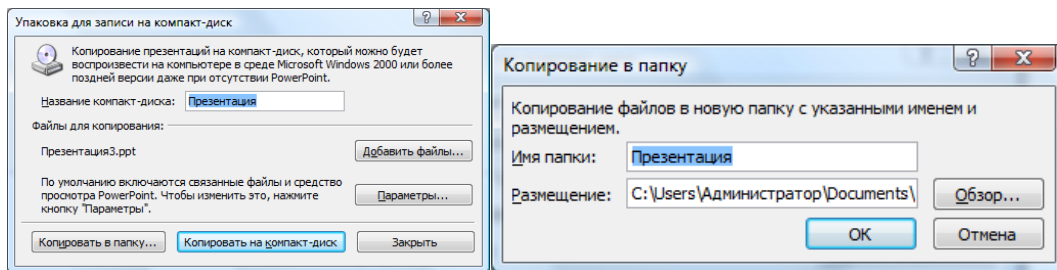 Упаковка для записи на компакт-диск
Копирование презентаций на компакт-диск, который можно будет
воспроизвести на компьютере в среде Microsoft Windows 2000 или более
поздней версии даже при отсутствии PowerPoint.
Название компакт-диска: Презентация
Файлы для копирования:
Презентация3.ppt Добавить файлы...
По умолчанию включаются связанные файлы и средство
просмотра PowerPoint. Чтобы изменить это, нажмите
кнопку "Параметры".
Параметры...
Копировать в папку... Копировать на компакт-диск Закрыть
Копирование в папку
Копирование файлов в новую папку с указанными именем и
размещением.
Имя папки: Презентация
Размещение: C:\Users\Администратор\Documents\ Обзор...
ОК Отмена